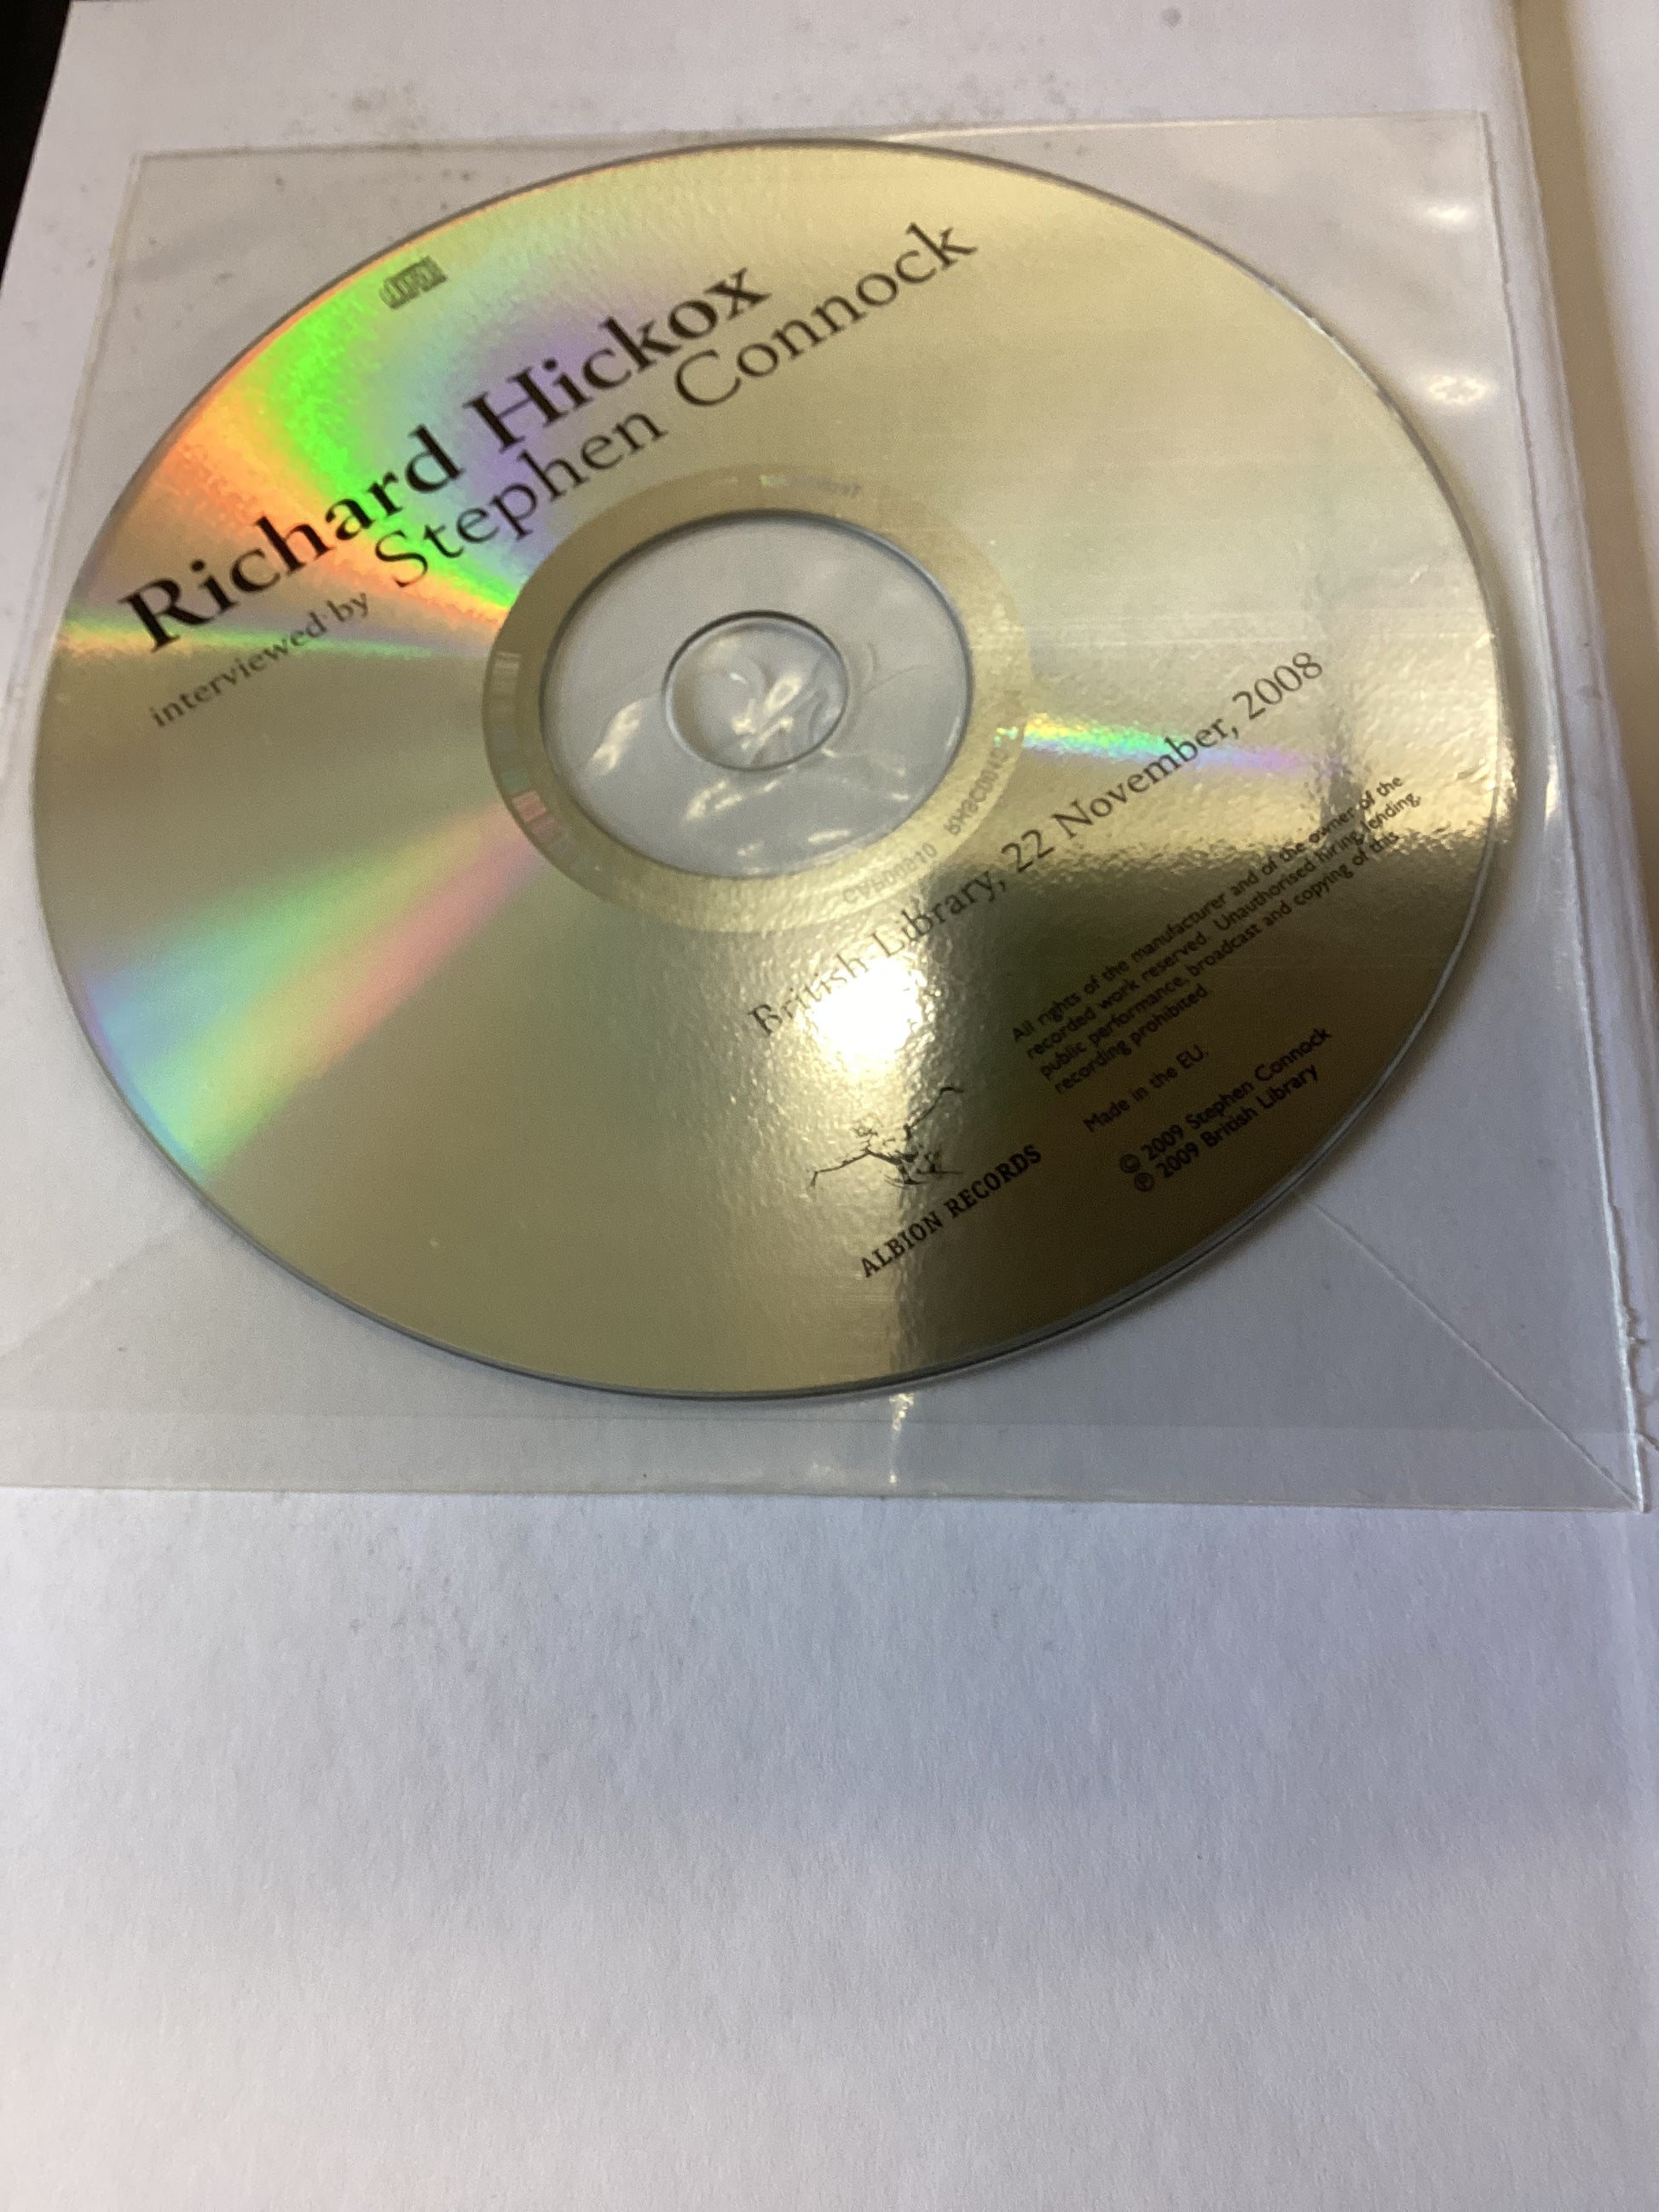 Richard Hickox
interviewed by Stephen Connock
British Library, 22 November, 2008
All rights of the manufacturer and of the owner of the
recorded work reserved. Unauthorised hiring, lending,
public performance, broadcast and copying of this
recording prohibited.
Made in the EU.
© 2009 Stephen Connock
℗ 2009 British Library
ALBION RECORDS